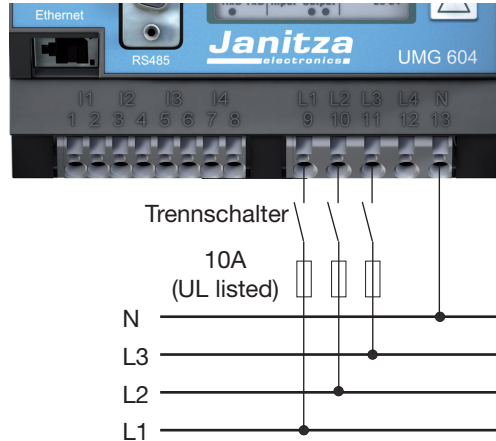 Ethernet
RS485
Janitza
electronics
UMG 604
I1 I2 I3 I4 L1 L2 L3 L4 N
1 2 3 4 5 6 7 8 9 10 11 12 13
Trennschalter
10A
(UL listed)
N
L3
L2
L1